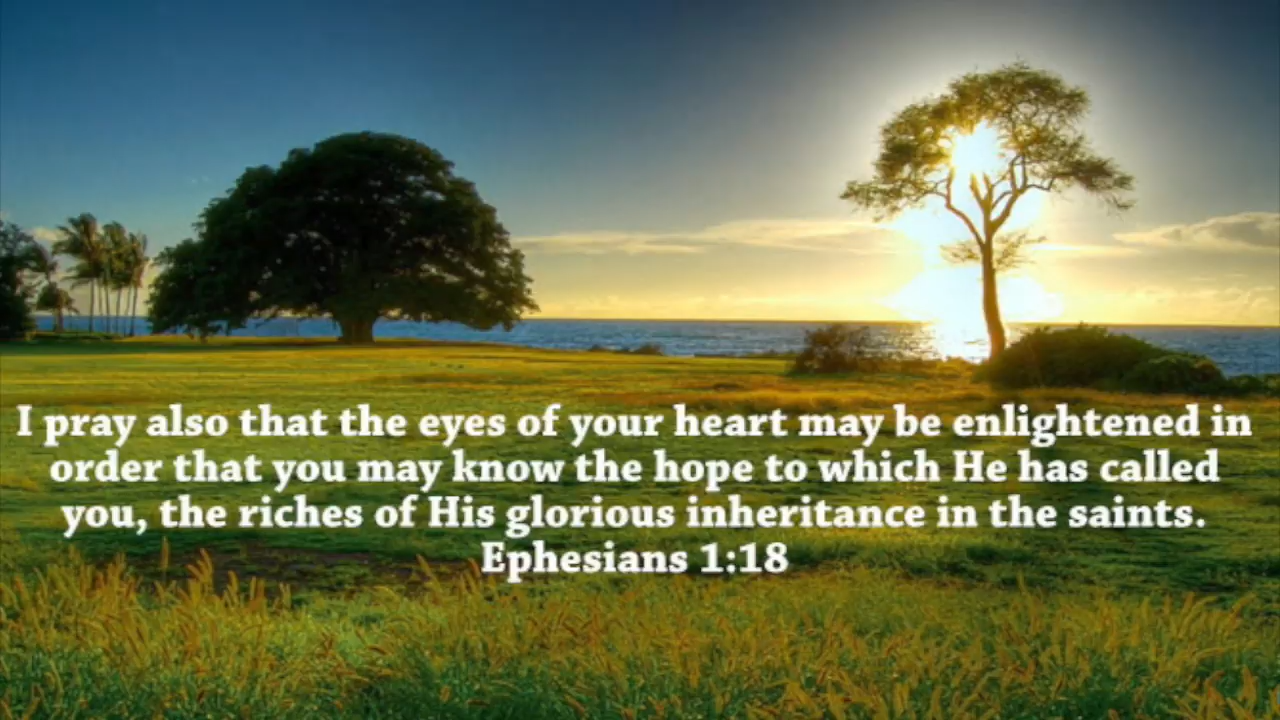 I pray also that the eyes of your heart may be enlightened in
order that you may know the hope to which He has called
you, the riches of His glorious inheritance in the saints.
Ephesians 1:18